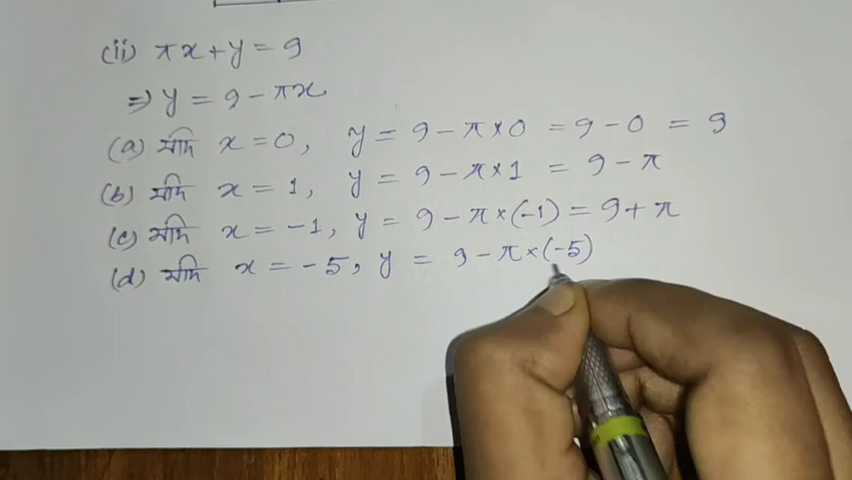 (ii) πx + y = 9
⇒ y = 9 - πx
(a) যদি x = 0, y = 9 - π × 0 = 9 - 0 = 9
(b) যদি x = 1, y = 9 - π × 1 = 9 - π
(c) যদি x = -1, y = 9 - π × (-1) = 9 + π
(d) যদি x = -5, y = 9 - π × (-5)